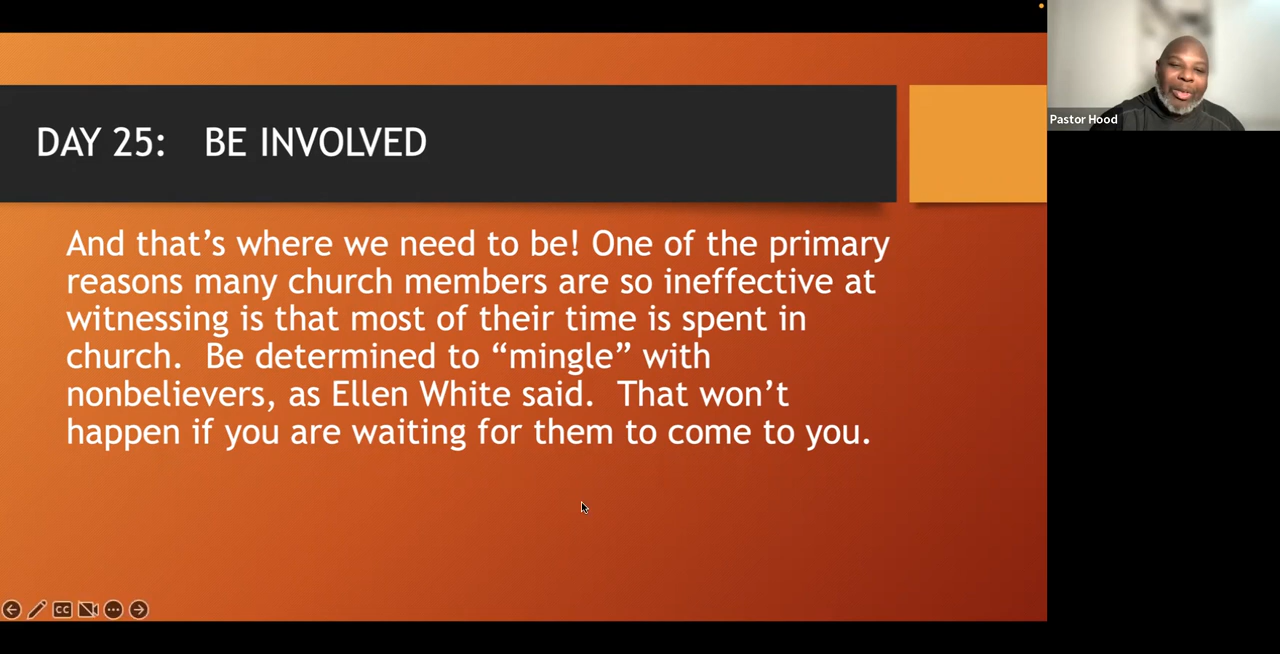 DAY 25: BE INVOLVED
And that’s where we need to be! One of the primary
reasons many church members are so ineffective at
witnessing is that most of their time is spent in
church. Be determined to “mingle” with
nonbelievers, as Ellen White said. That won’t
happen if you are waiting for them to come to you.
Pastor Hood
CC